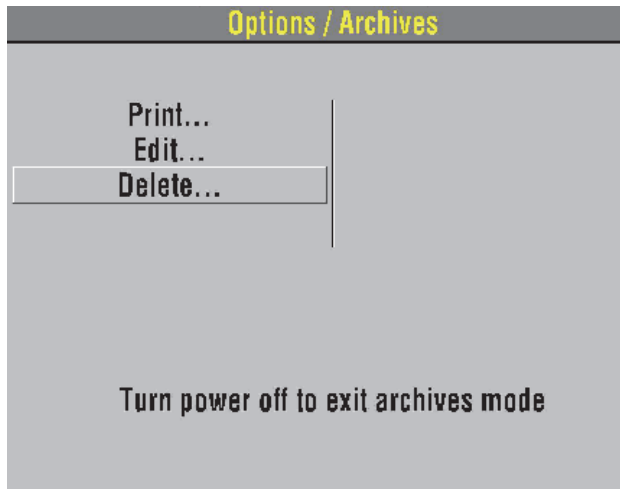 Options / Archives
Print...
Edit...
Delete...
Turn power off to exit archives mode